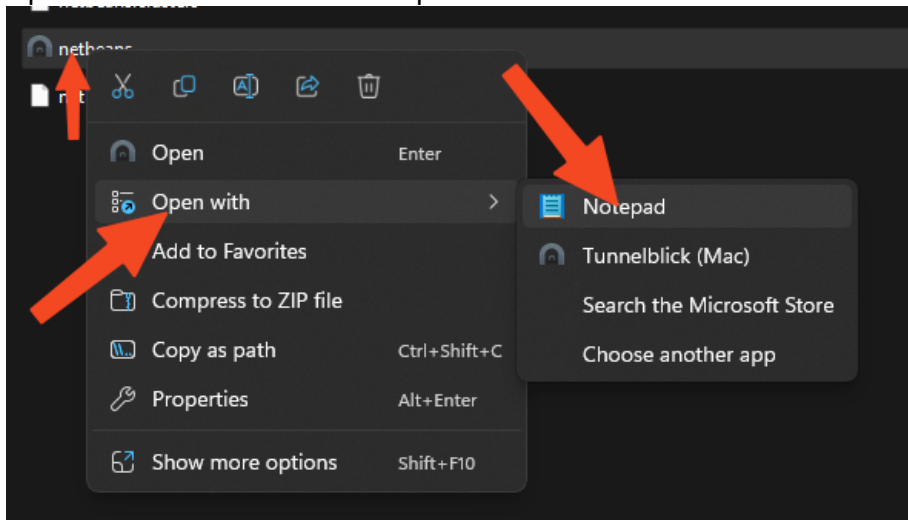 netbeans
Open Enter
Open with
Notepad
Add to Favorites
Tunnelblick (Mac)
Compress to ZIP file
Search the Microsoft Store
Copy as path Ctrl+Shift+C
Choose another app
Properties Alt+Enter
Show more options Shift+F10